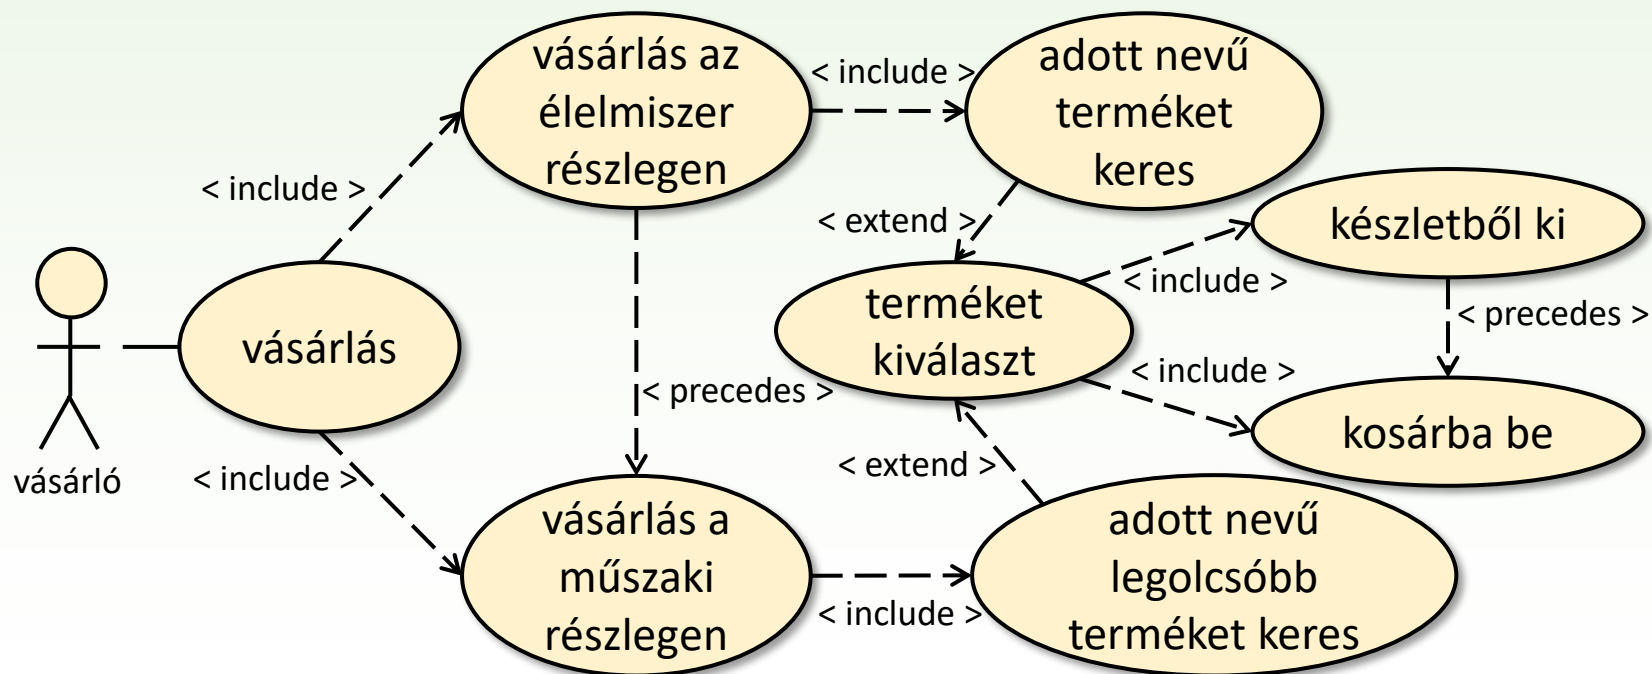 vásárlás az
élelmiszer
részlegen
< include >
adott nevű
terméket
keres
< include >
< extend >
készletből ki
< include >
terméket
kiválaszt
< precedes >
vásárlás
< precedes >
< include >
kosárba be
vásárló
< include >
< extend >
vásárlás a
műszaki
részlegen
< include >
adott nevű
legolcsóbb
terméket keres